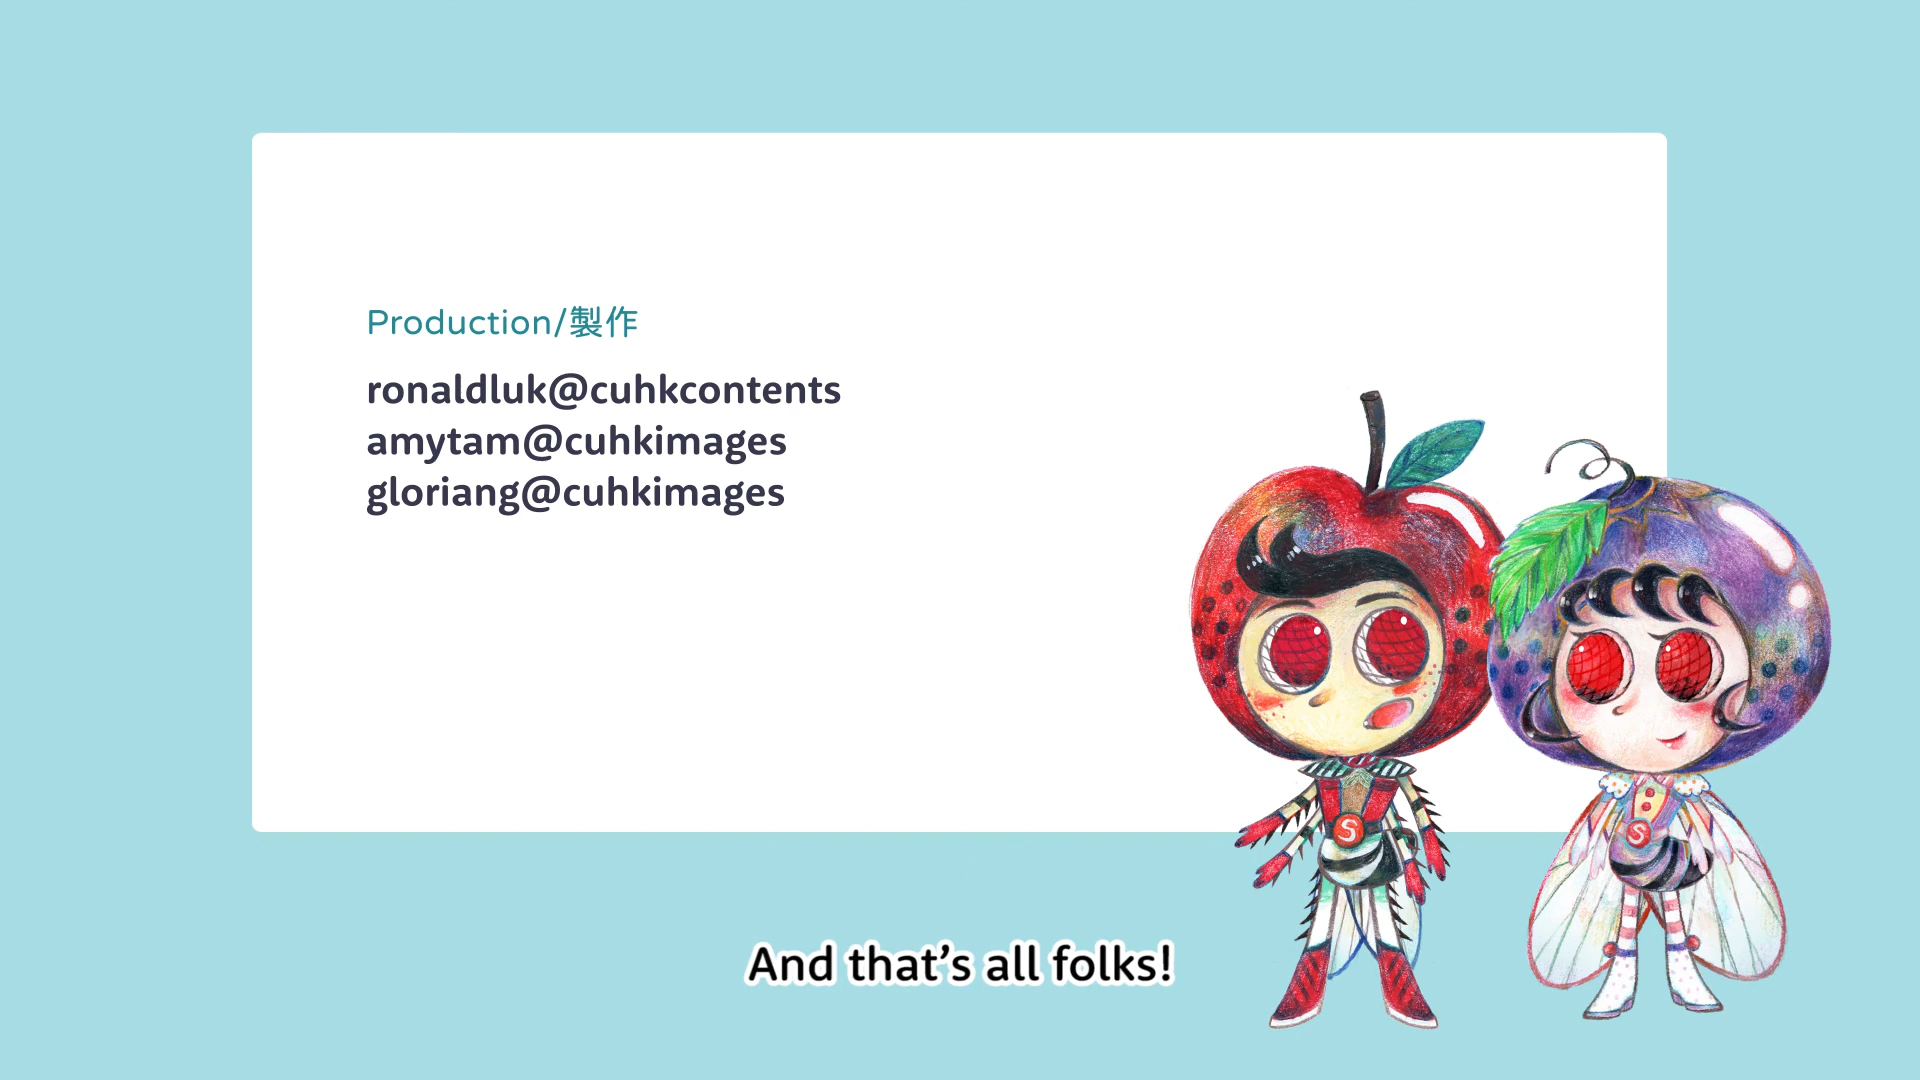 Production/製作
ronaldluk@cuhkcontents
amytam@cuhkimages
gloriang@cuhkimages
S
S
And that’s all folks!